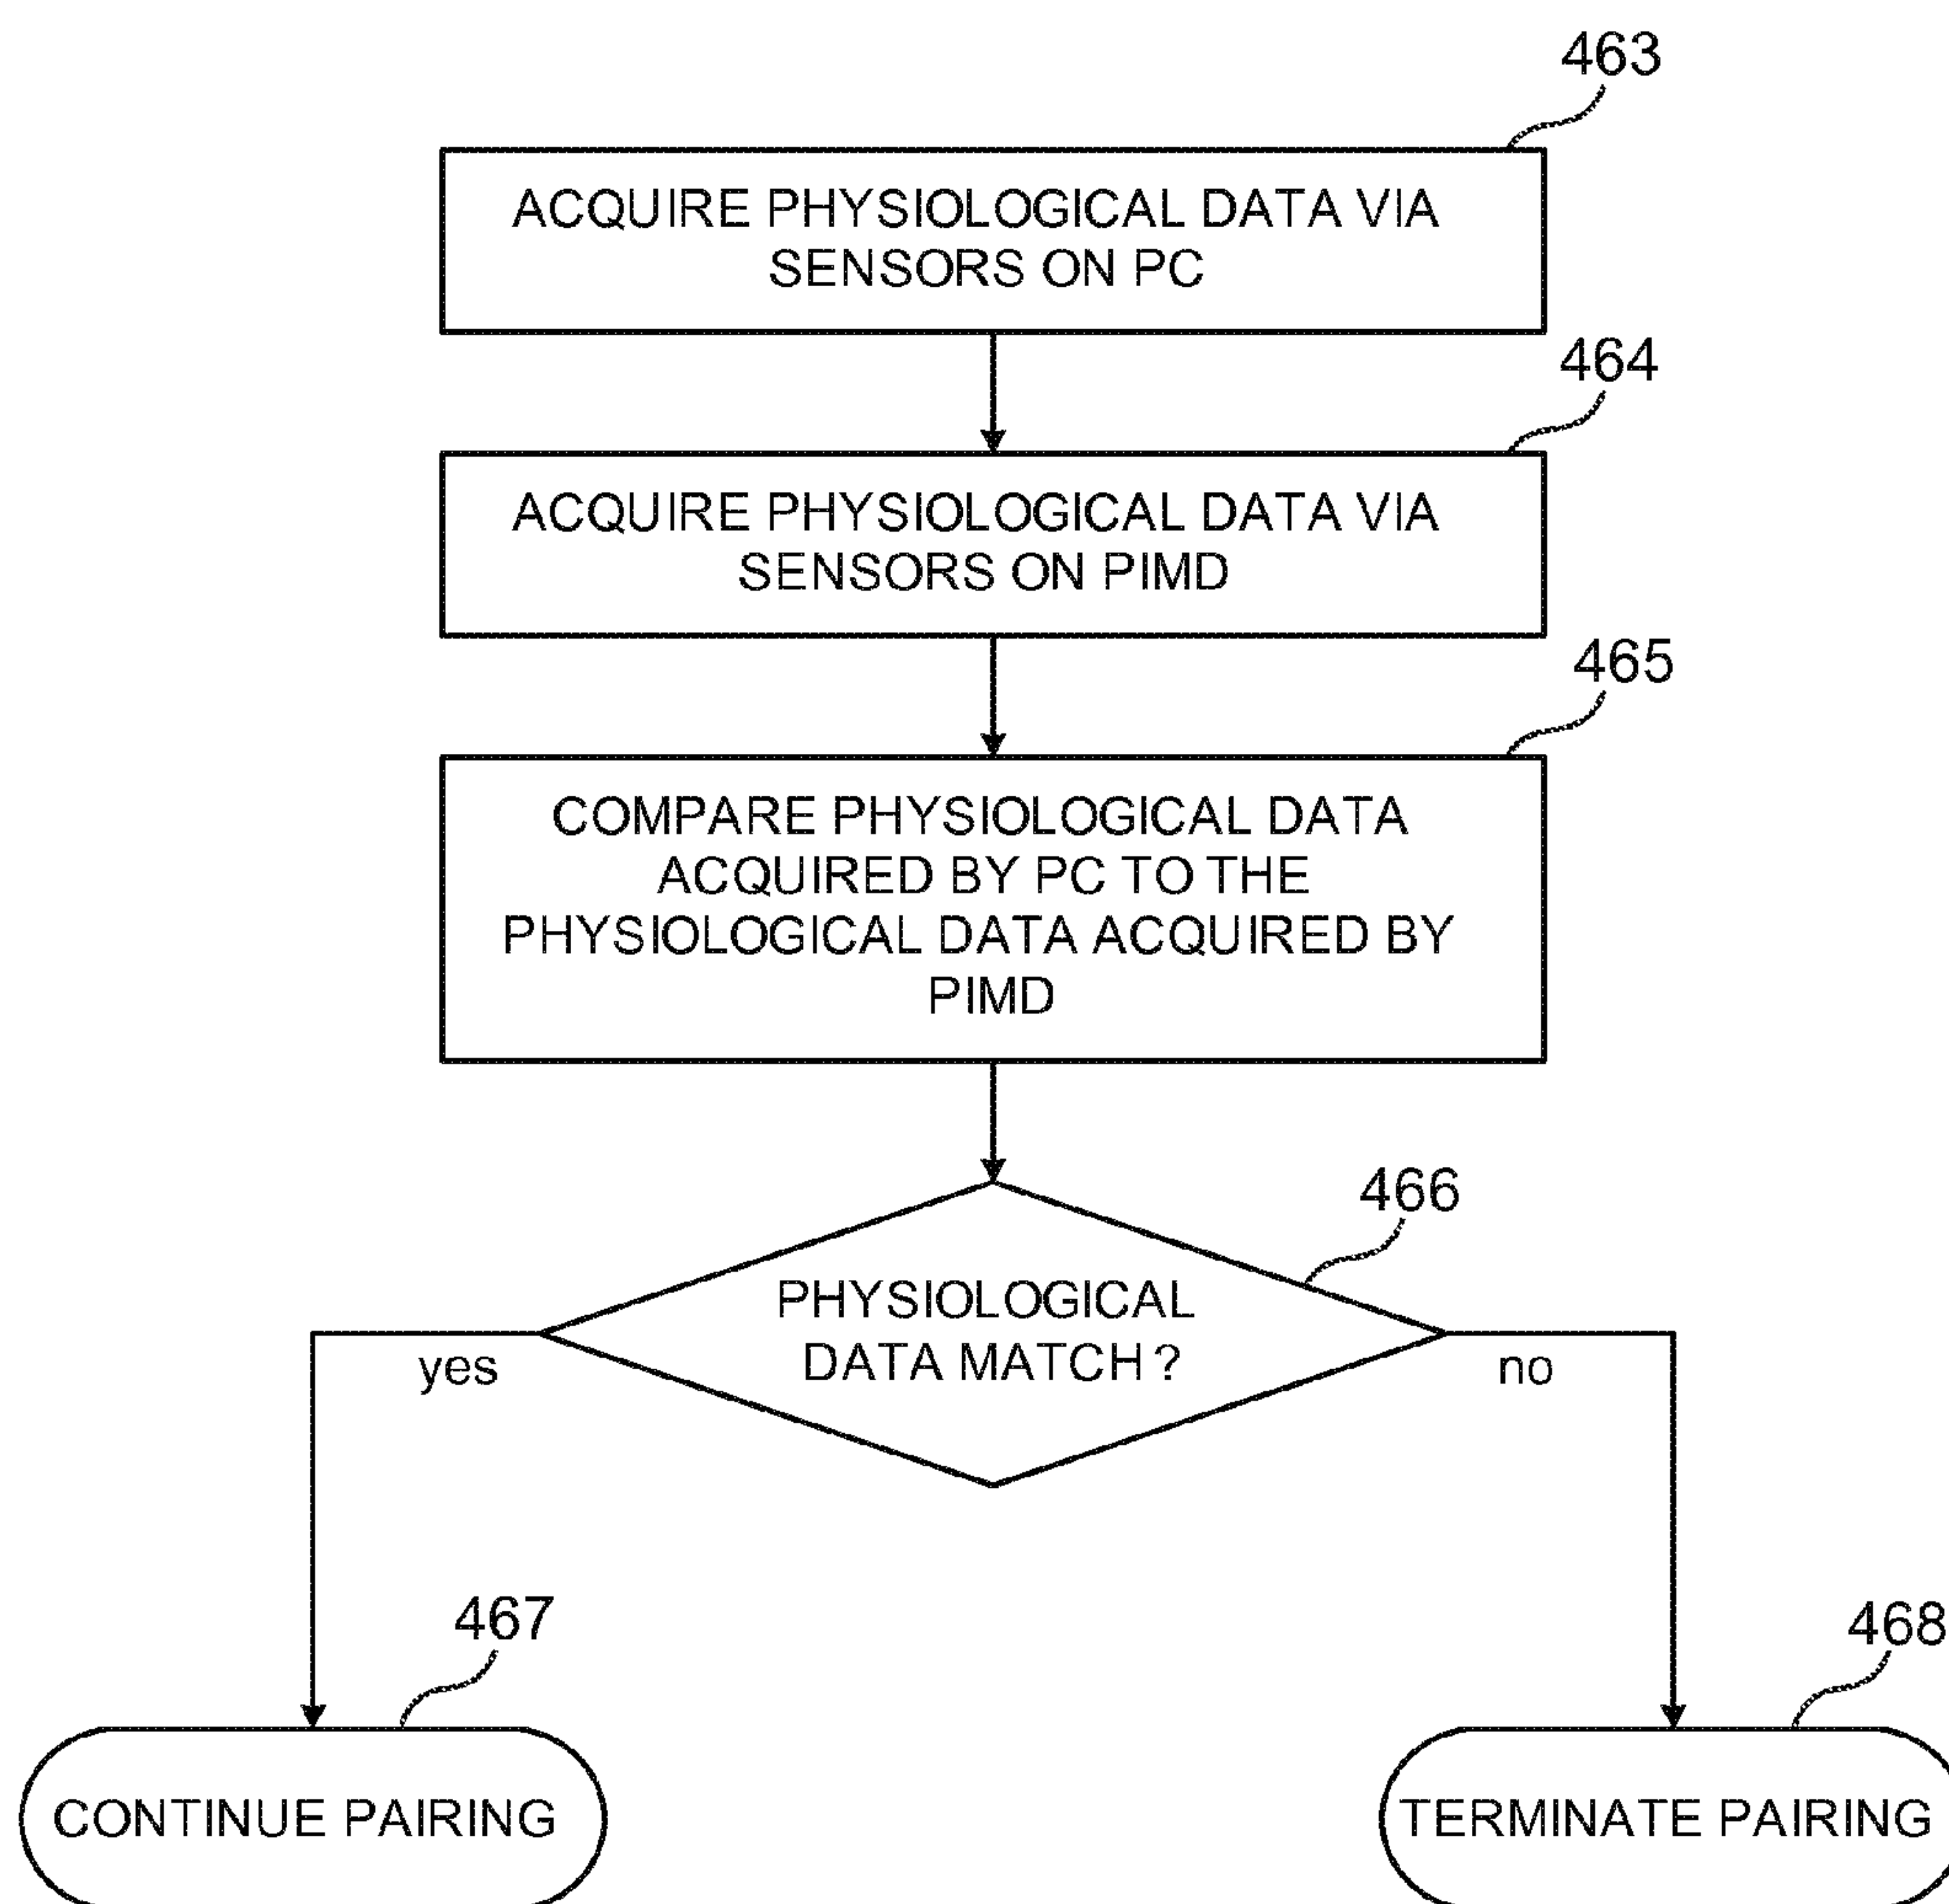 463
ACQUIRE PHYSIOLOGICAL DATA VIA
SENSORS ON PC
464
ACQUIRE PHYSIOLOGICAL DATA VIA
SENSORS ON PIMD
465
COMPARE PHYSIOLOGICAL DATA
ACQUIRED BY PC TO THE
PHYSIOLOGICAL DATA ACQUIRED BY
PIMD
466
PHYSIOLOGICAL
DATA MATCH?
yes
no
467
468
CONTINUE PAIRING
TERMINATE PAIRING